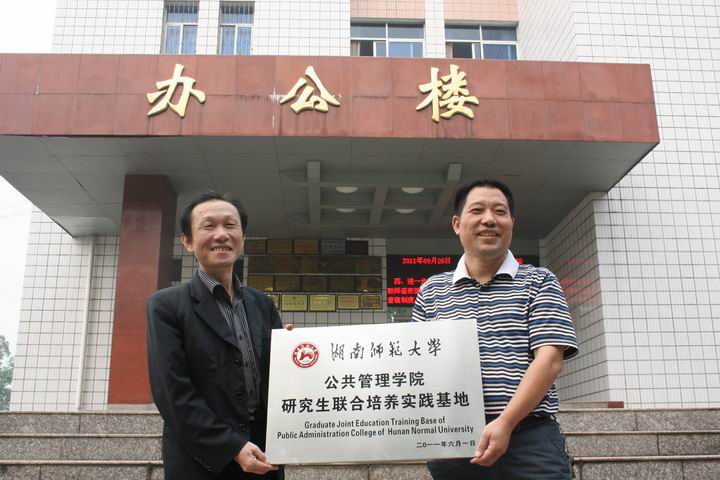 办公楼
2011年09月26日
四、进一
湖南师范大学
公共管理学院
研究生联合培养实践基地
Graduate Joint Education Training Base of
Public Administration College of Hunan Normal University
二〇一一年六月一日